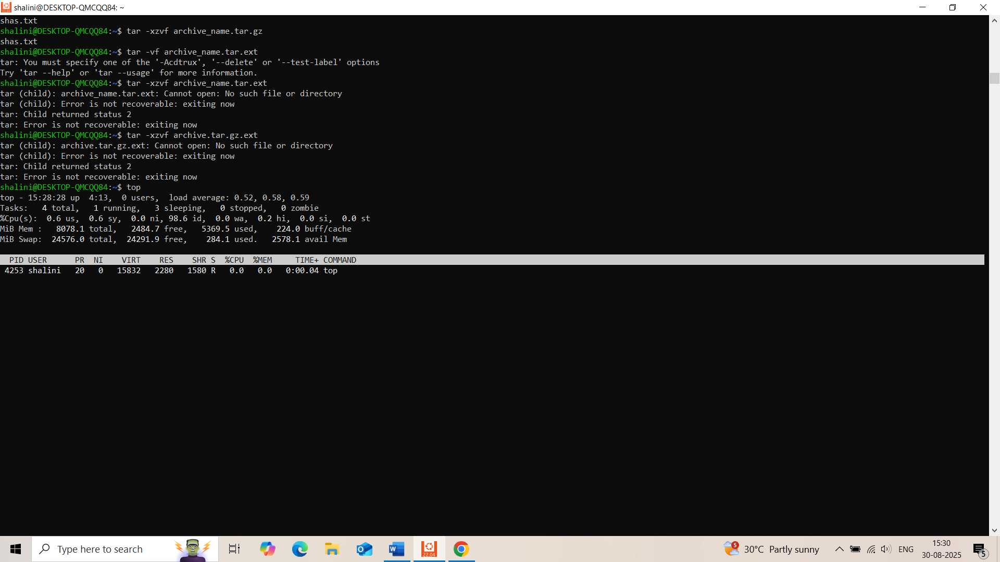 shalini@DESKTOP-QMCQQ84: ~
shas.txt
shalini@DESKTOP-QMCQQ84:~$ tar -xzvf archive_name.tar.gz
shas.txt
shalini@DESKTOP-QMCQQ84:~$ tar -vf archive_name.tar.ext
tar: You must specify one of the '-Acdtrux', '--delete' or '--test-label' options
Try 'tar --help' or 'tar --usage' for more information.
shalini@DESKTOP-QMCQQ84:~$ tar -xzvf archive_name.tar.ext
tar (child): archive_name.tar.ext: Cannot open: No such file or directory
tar (child): Error is not recoverable: exiting now
tar: Child returned status 2
tar: Error is not recoverable: exiting now
shalini@DESKTOP-QMCQQ84:~$ tar -xzvf archive.tar.gz.ext
tar (child): archive.tar.gz.ext: Cannot open: No such file or directory
tar (child): Error is not recoverable: exiting now
tar: Child returned status 2
tar: Error is not recoverable: exiting now
shalini@DESKTOP-QMCQQ84:~$ top
top - 15:28:28 up  4:13,  0 users,  load average: 0.52, 0.58, 0.59
Tasks:   4 total,   1 running,   3 sleeping,   0 stopped,   0 zombie
%Cpu(s):  0.6 us,  0.6 sy,  0.0 ni, 98.6 id,  0.0 wa,  0.2 hi,  0.0 si,  0.0 st
MiB Mem :   8078.1 total,   2484.7 free,   5369.5 used,    224.0 buff/cache
MiB Swap:  24576.0 total,  24291.9 free,    284.1 used.   2578.1 avail Mem
PID USER      PR  NI    VIRT    RES    SHR S  %CPU  %MEM     TIME+ COMMAND
4253 shalini   20   0   15832   2280   1580 R   0.0   0.0   0:00.04 top
Type here to search
22.04
5
30°C Partly sunny
ENG
15:30
30-08-2025
5